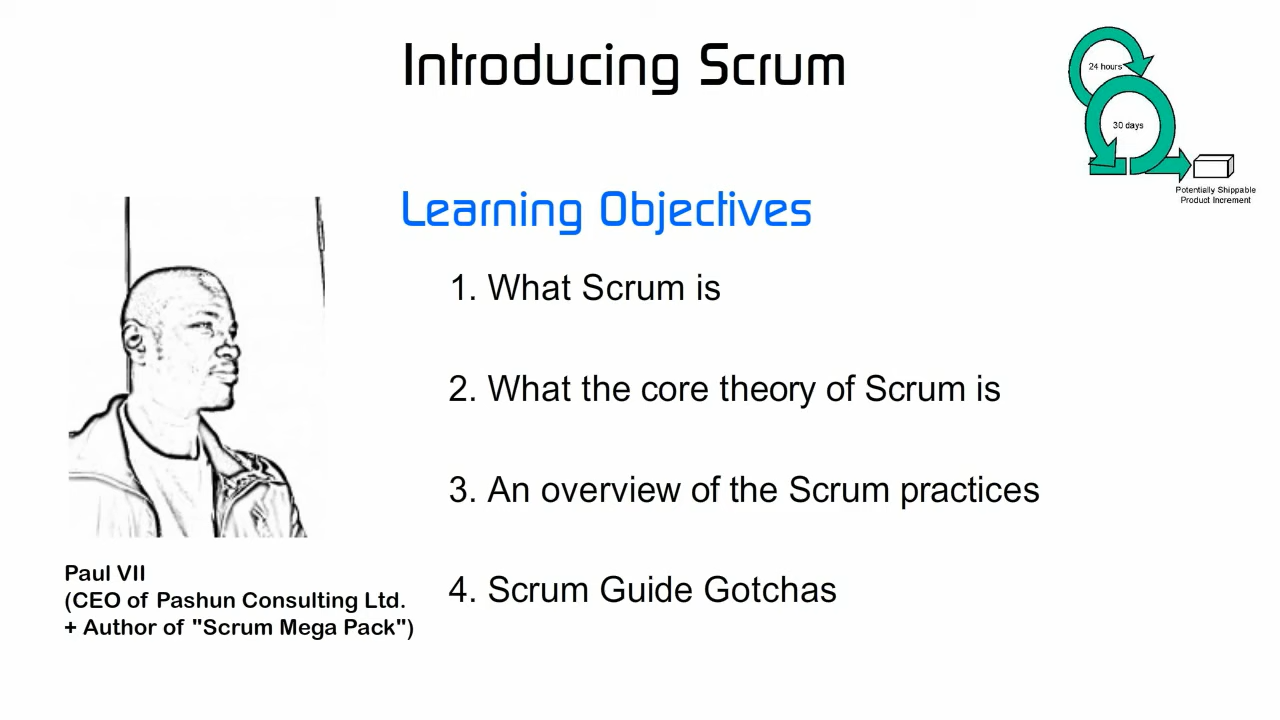 Introducing Scrum
24 hours
30 days
Potentially Shippable
Product Increment
Learning Objectives
1. What Scrum is
2. What the core theory of Scrum is
3. An overview of the Scrum practices
4. Scrum Guide Gotchas
Paul VII
(CEO of Pashun Consulting Ltd.
+ Author of "Scrum Mega Pack")